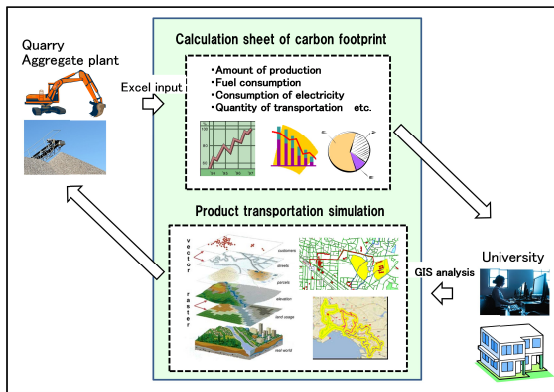 Calculation sheet of carbon footprint
Quarry
Aggregate plant
Excel input
・Amount of production
・Fuel consumption
・Consumption of electricity
・Quantity of transportation etc.
Product transportation simulation
vector
customers
streets
parcels
raster
elevation
land usage
real world
GIS analysis
University